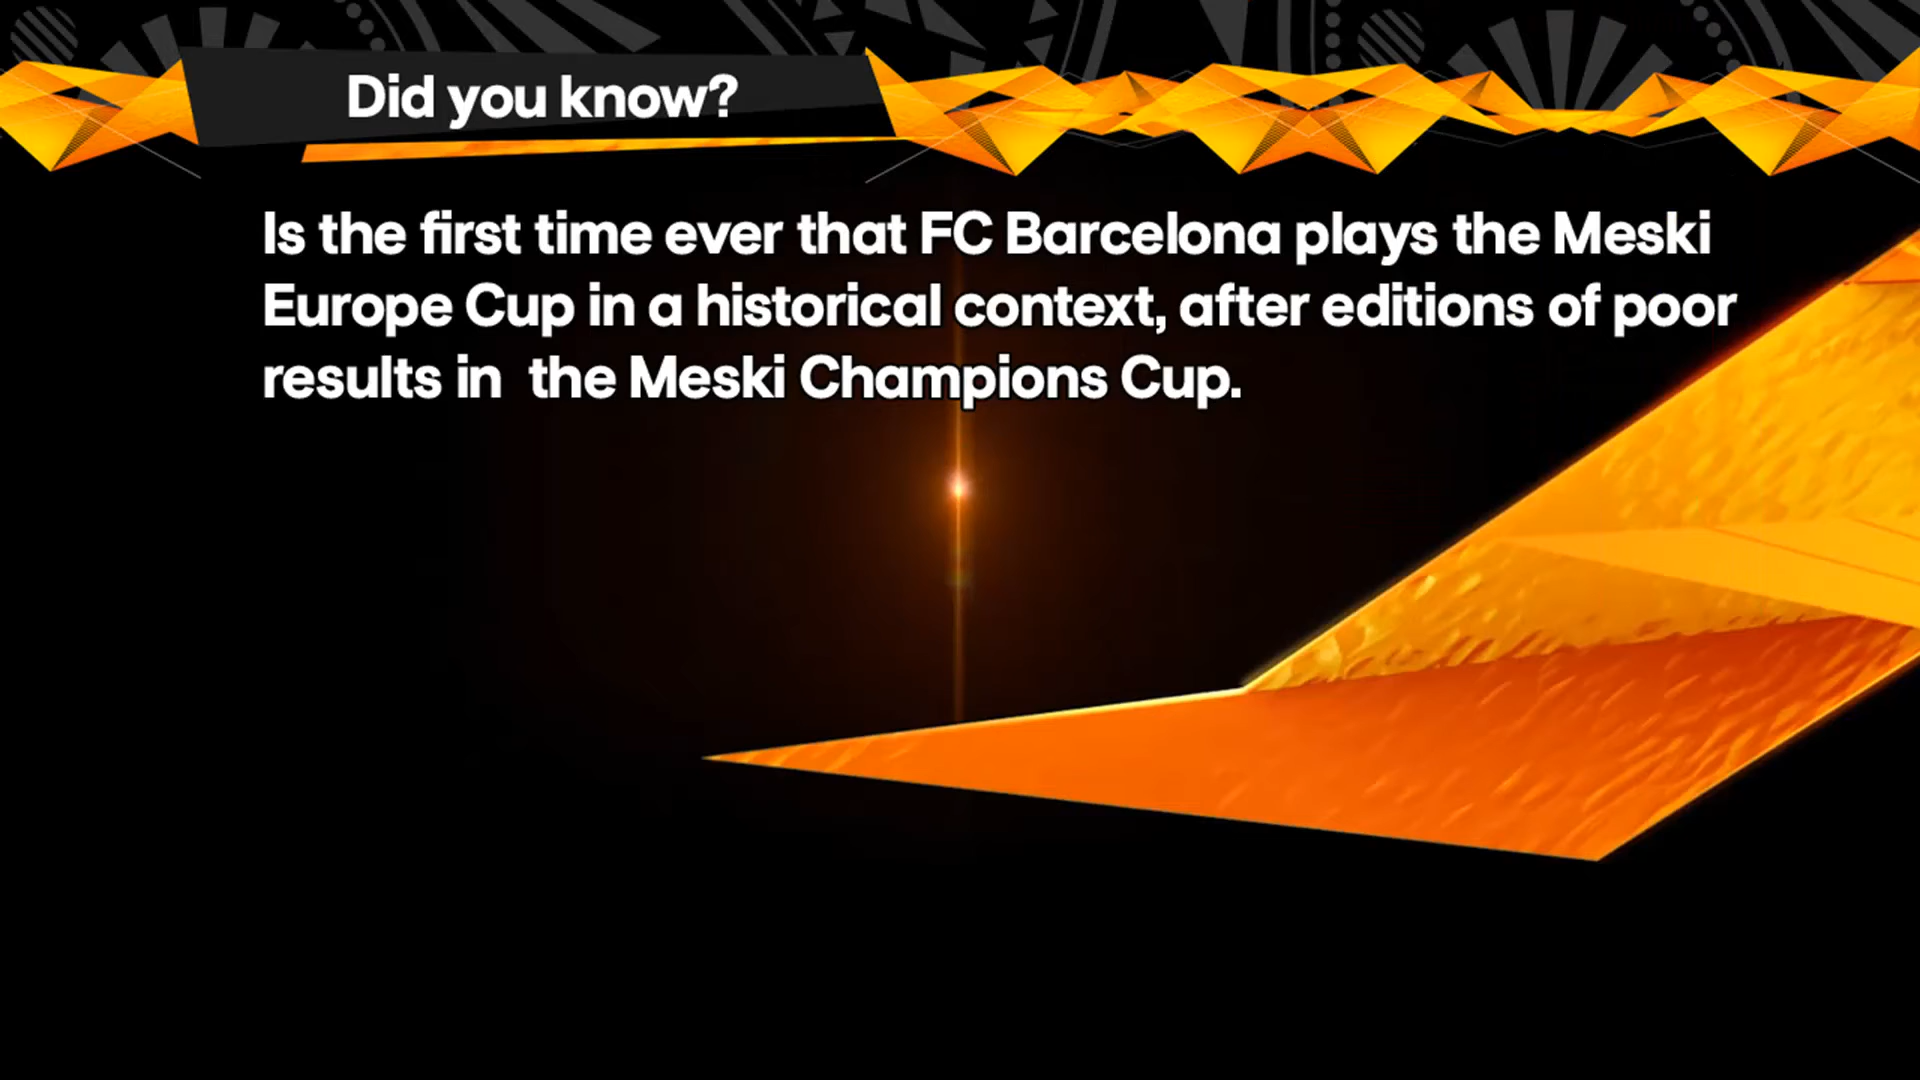 Did you know?
Is the first time ever that FC Barcelona plays the Meski
Europe Cup in a historical context, after editions of poor
results in  the Meski Champions Cup.